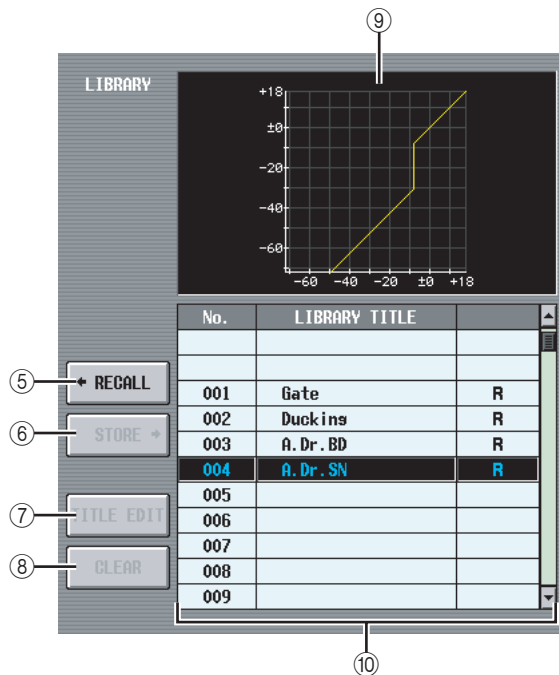 ⑨
LIBRARY
+18
±0
-20
-40
-60
-60 -40 -20 ±0 +18
No. LIBRARY TITLE
⑤ RECALL
001 Gate R
⑥ STORE
002 Ducking R
003 A.Dr.BD R
004 A.Dr.SN R
005
⑦ TITLE EDIT
006
007
⑧ CLEAR
008
009
⑩